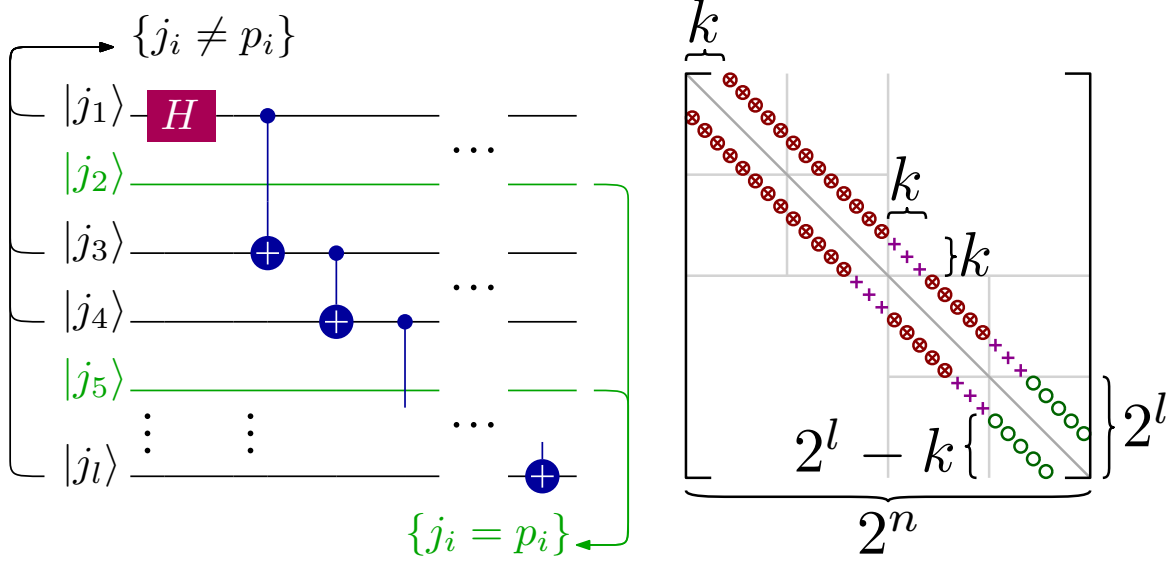 {j_i ≠ p_i}
|j_1⟩ H
|j_2⟩
|j_3⟩
|j_4⟩
|j_5⟩
|j_l⟩
{j_i = p_i}
k
k
k
2^l
2^l − k
2^n